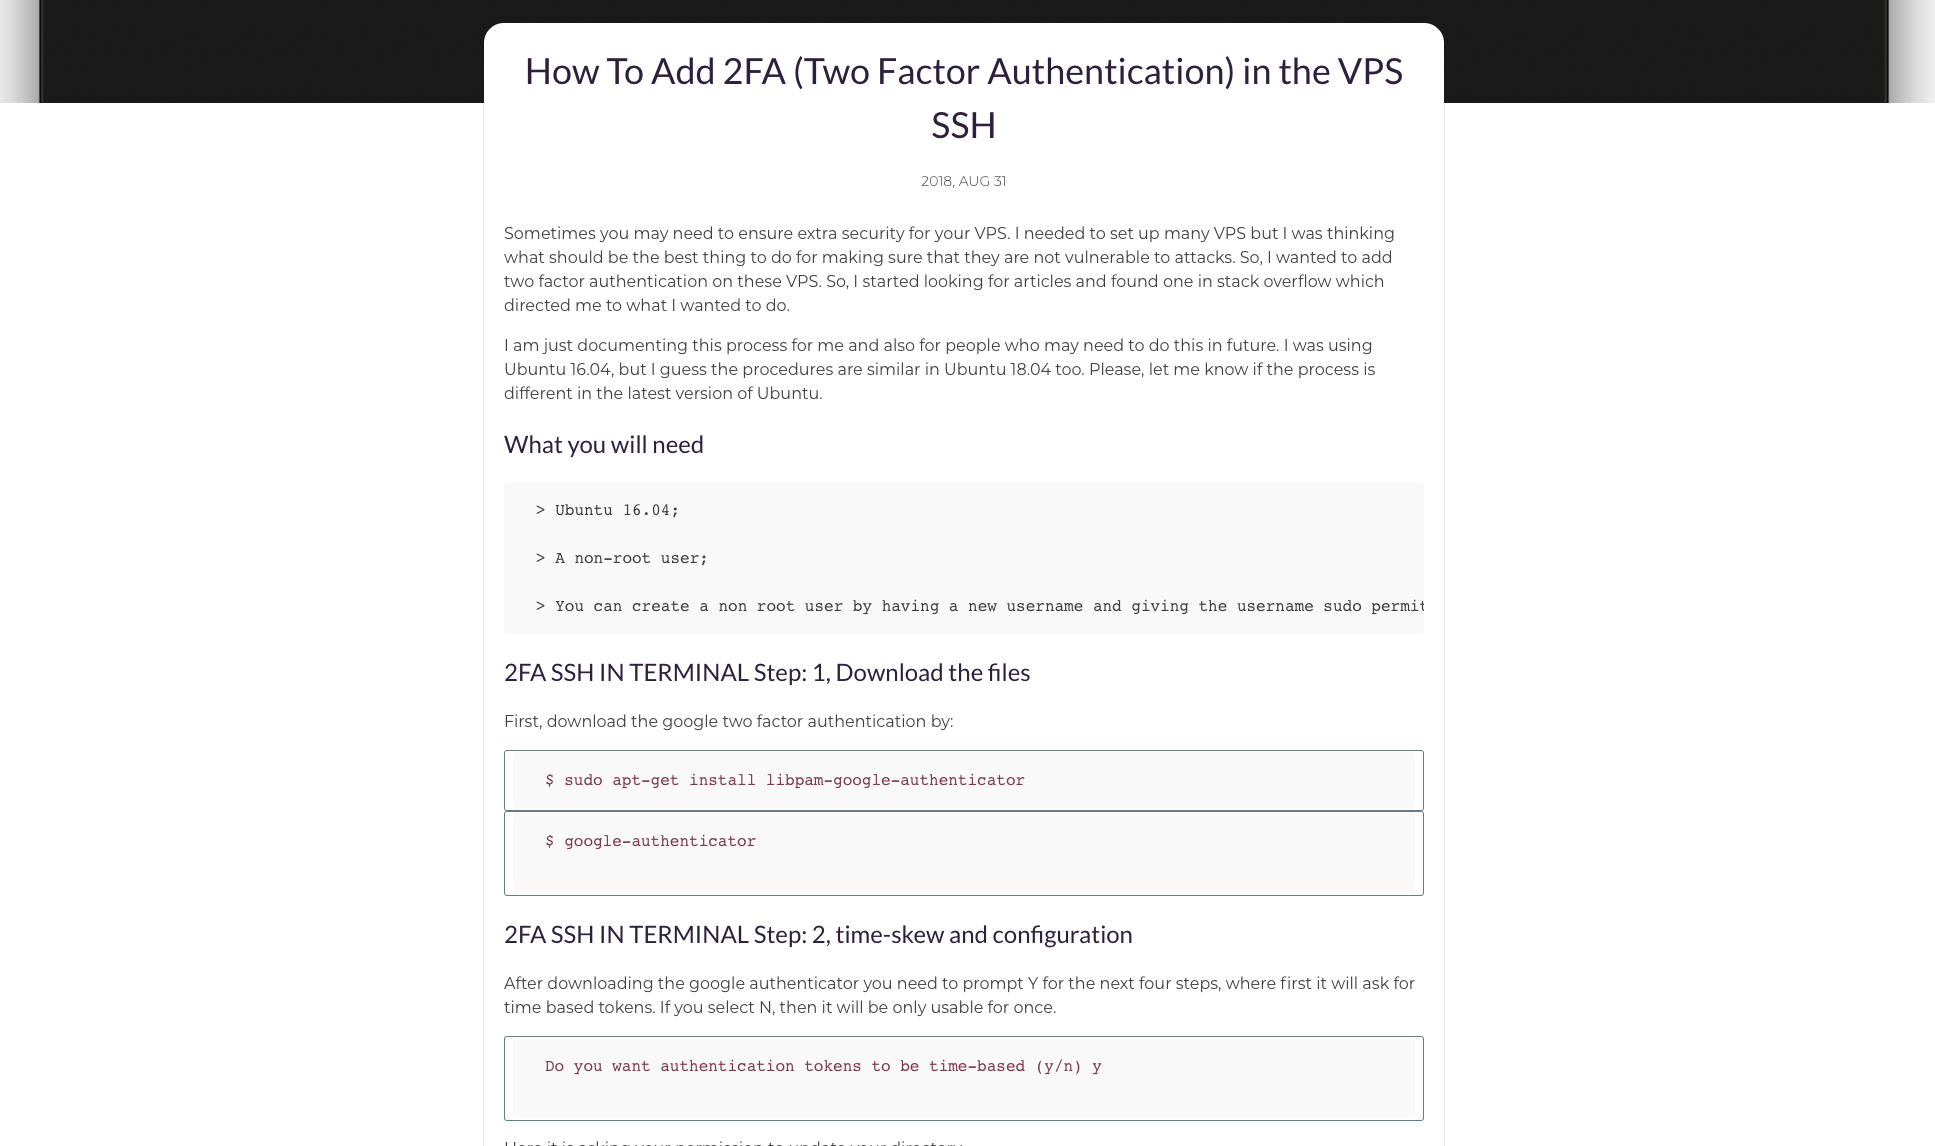 How To Add 2FA (Two Factor Authentication) in the VPS
SSH
2018, AUG 31
Sometimes you may need to ensure extra security for your VPS. I needed to set up many VPS but I was thinking
what should be the best thing to do for making sure that they are not vulnerable to attacks. So, I wanted to add
two factor authentication on these VPS. So, I started looking for articles and found one in stack overflow which
directed me to what I wanted to do.
I am just documenting this process for me and also for people who may need to do this in future. I was using
Ubuntu 16.04, but I guess the procedures are similar in Ubuntu 18.04 too. Please, let me know if the process is
different in the latest version of Ubuntu.
What you will need
> Ubuntu 16.04;
> A non-root user;
> You can create a non root user by having a new username and giving the username sudo permit
2FA SSH IN TERMINAL Step: 1, Download the files
First, download the google two factor authentication by:
$ sudo apt-get install libpam-google-authenticator
$ google-authenticator
2FA SSH IN TERMINAL Step: 2, time-skew and configuration
After downloading the google authenticator you need to prompt Y for the next four steps, where first it will ask for
time based tokens. If you select N, then it will be only usable for once.
Do you want authentication tokens to be time-based (y/n) y